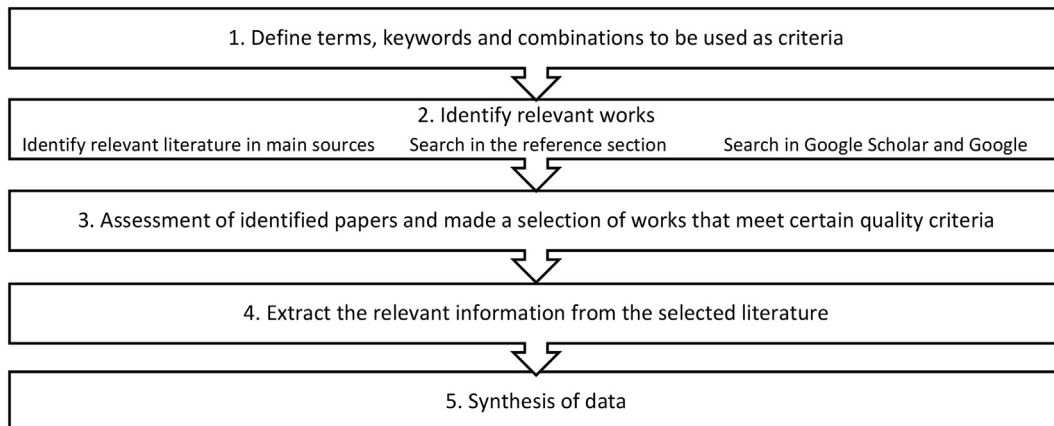 1. Define terms, keywords and combinations to be used as criteria
2. Identify relevant works
Identify relevant literature in main sources Search in the reference section Search in Google Scholar and Google
3. Assessment of identified papers and made a selection of works that meet certain quality criteria
4. Extract the relevant information from the selected literature
5. Synthesis of data